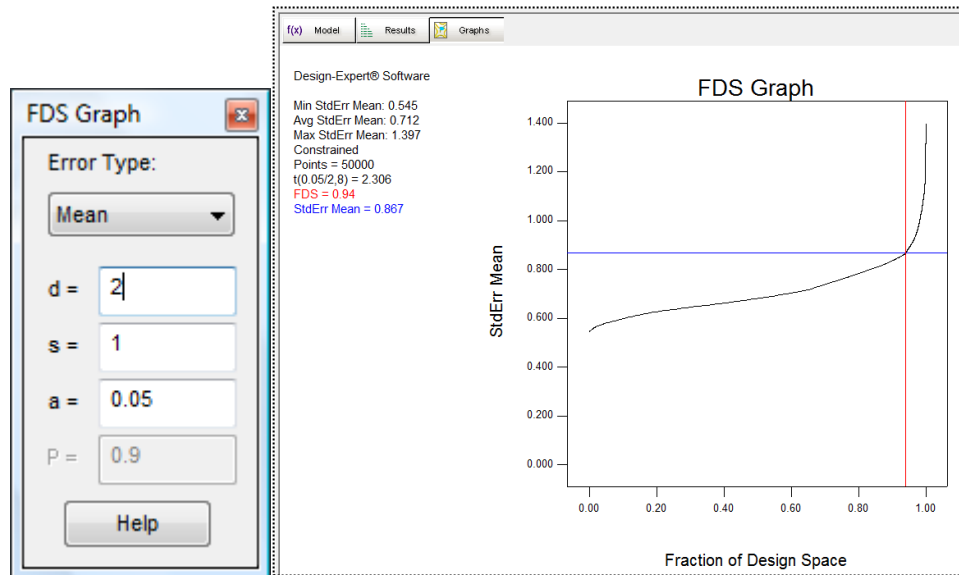 FDS Graph
Error Type:
Mean
d = 2
s = 1
a = 0.05
P = 0.9
Help
f(x) Model Results Graphs
Design-Expert® Software
Min StdErr Mean: 0.545
Avg StdErr Mean: 0.712
Max StdErr Mean: 1.397
Constrained
Points = 50000
t(0.05/2,8) = 2.306
FDS = 0.94
StdErr Mean = 0.867
FDS Graph
StdErr Mean
1.400
1.200
1.000
0.800
0.600
0.400
0.200
0.000
0.00 0.20 0.40 0.60 0.80 1.00
Fraction of Design Space